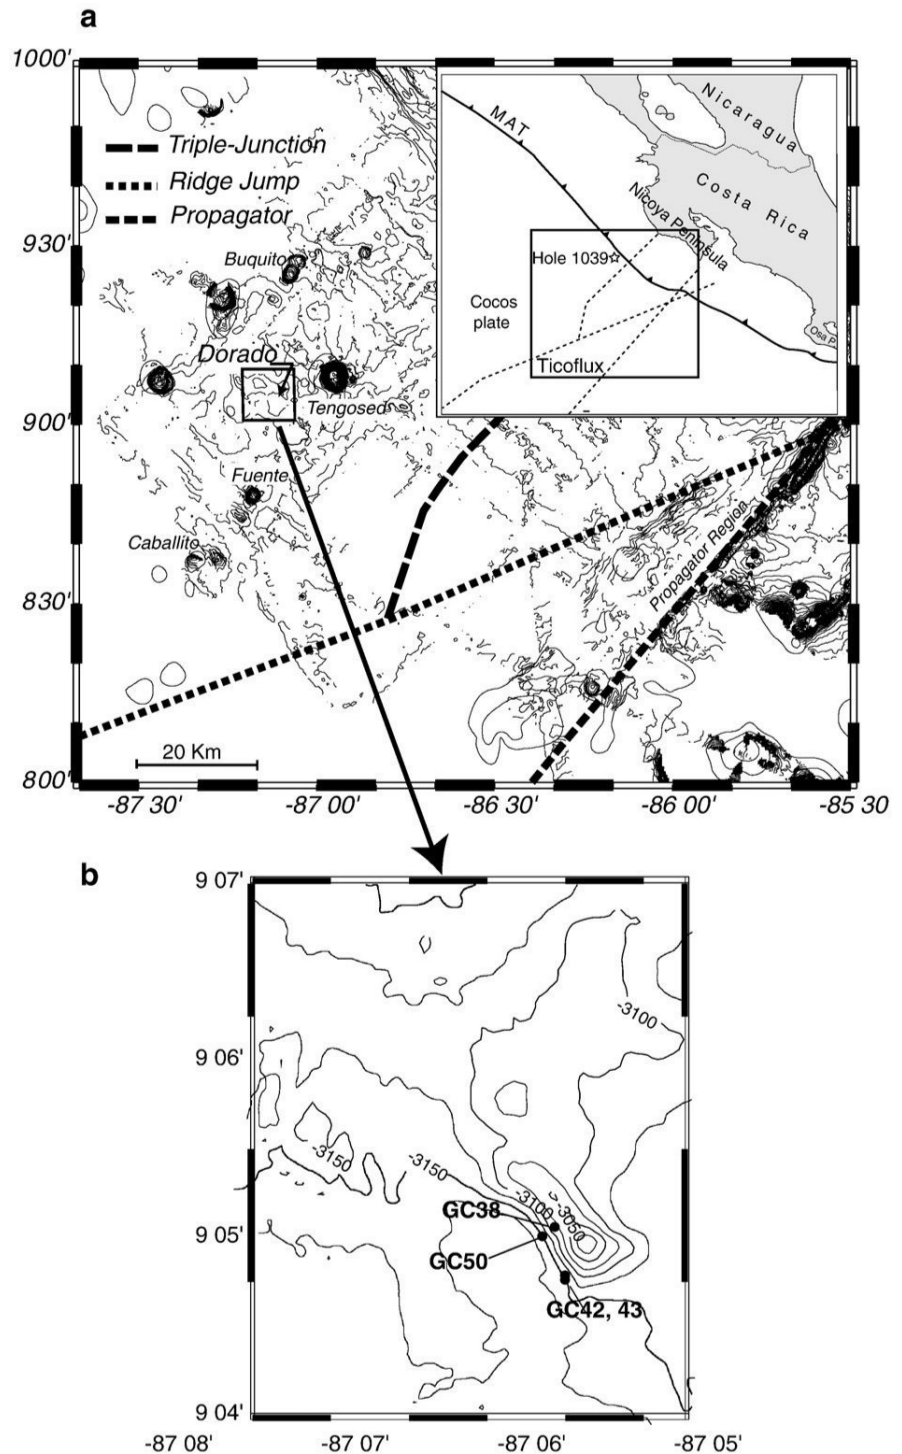 a
1000'
930'
900'
830'
800'
Triple-Junction
Ridge Jump
Propagator
Buquito
Dorado
Tengosed
Fuente
Caballito
MAT
Nicaragua
Costa Rica
Nicoya Peninsula
Hole 1039
Cocos
plate
Ticoflux
Osa P
Propagator Region
20 Km
-87 30'
-87 00'
-86 30'
-86 00'
-85 30
b
9 07'
9 06'
9 05'
9 04'
-3100
-3150
-3150
-3100
-3050
GC38
GC50
GC42, 43
-87 08'
-87 07'
-87 06'
-87 05'